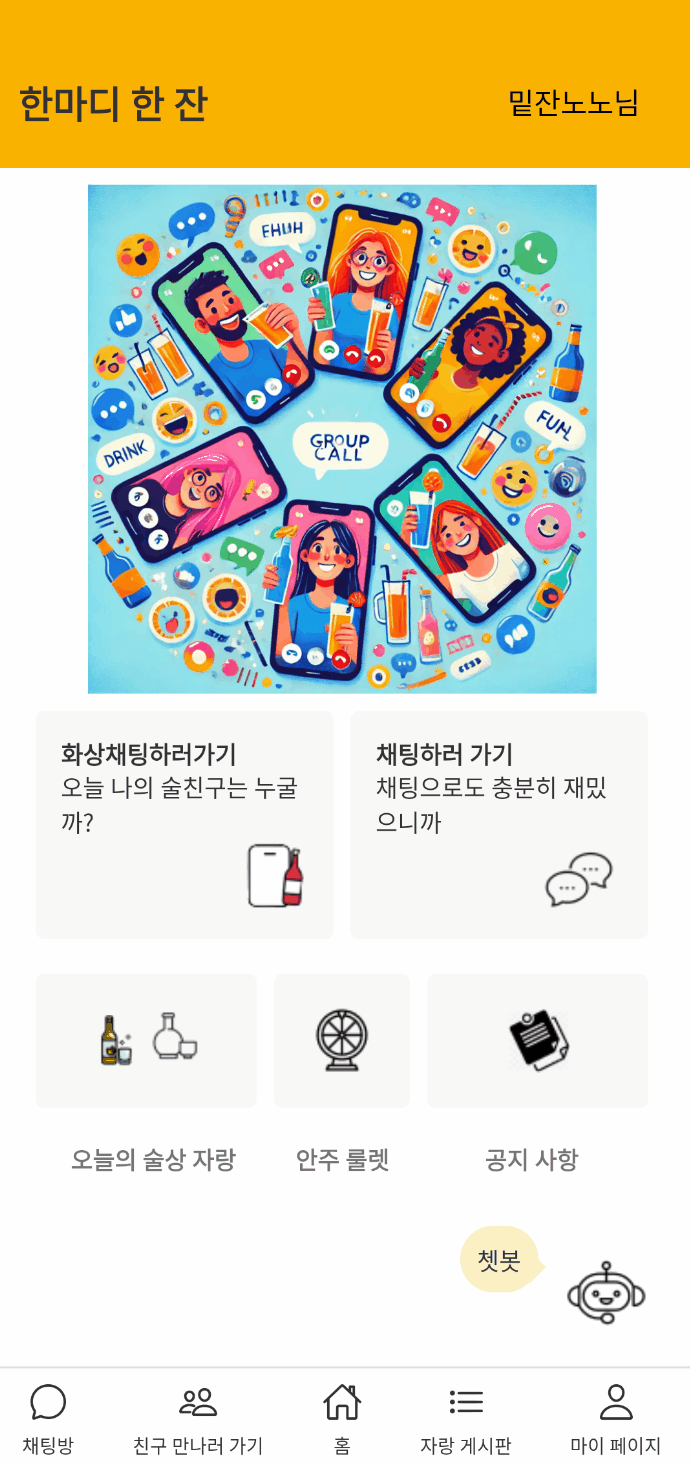 한마디 한 잔
밑잔노노님
EHUH
DRINK
GROUP
CALL
화상채팅하러가기
오늘 나의 술친구는 누굴
까?
채팅하러 가기
채팅으로도 충분히 재밌
으니까
오늘의 술상 자랑
안주 룰렛
공지 사항
쳇봇
채팅방
친구 만나러 가기
홈
자랑 게시판
마이 페이지